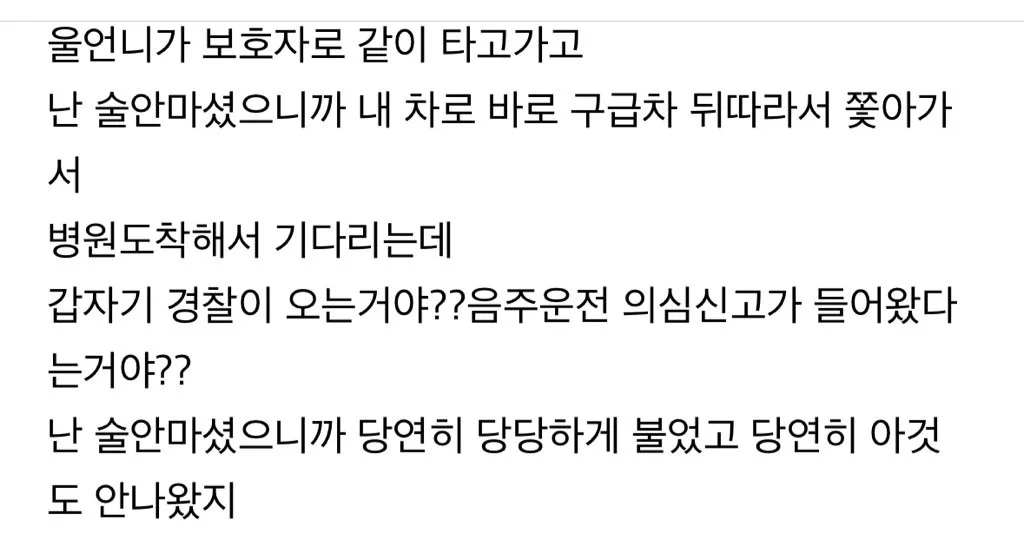 울언니가 보호자로 같이 타고가고
난 술안마셨으니까 내 차로 바로 구급차 뒤따라서 쫓아가
서
병원도착해서 기다리는데
갑자기 경찰이 오는거야??음주운전 의심신고가 들어왔다
는거야??
난 술안마셨으니까 당연히 당당하게 불었고 당연히 아것
도 안나왔지